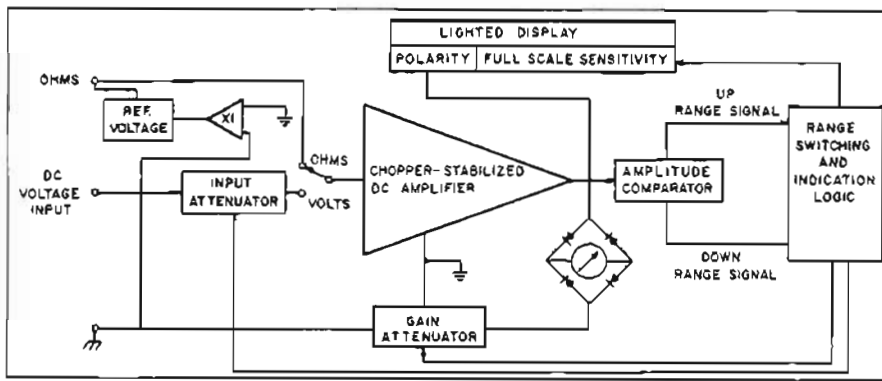 LIGHTED DISPLAY
POLARITY
FULL SCALE SENSITIVITY
OHMS
REF.
VOLTAGE
X1
UP
RANGE SIGNAL
RANGE
SWITCHING
AND
INDICATION
LOGIC
OHMS
CHOPPER-STABILIZED
DC AMPLIFIER
AMPLITUDE
COMPARATOR
DC
VOLTAGE
INPUT
INPUT
ATTENUATOR
VOLTS
DOWN
RANGE SIGNAL
GAIN
ATTENUATOR